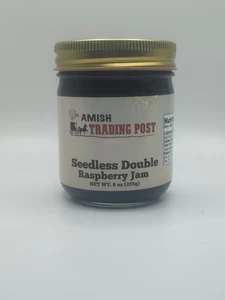 AMISH
TRADING POST
Seedless Double
Raspberry Jam
NET WT. 9 oz (255g)